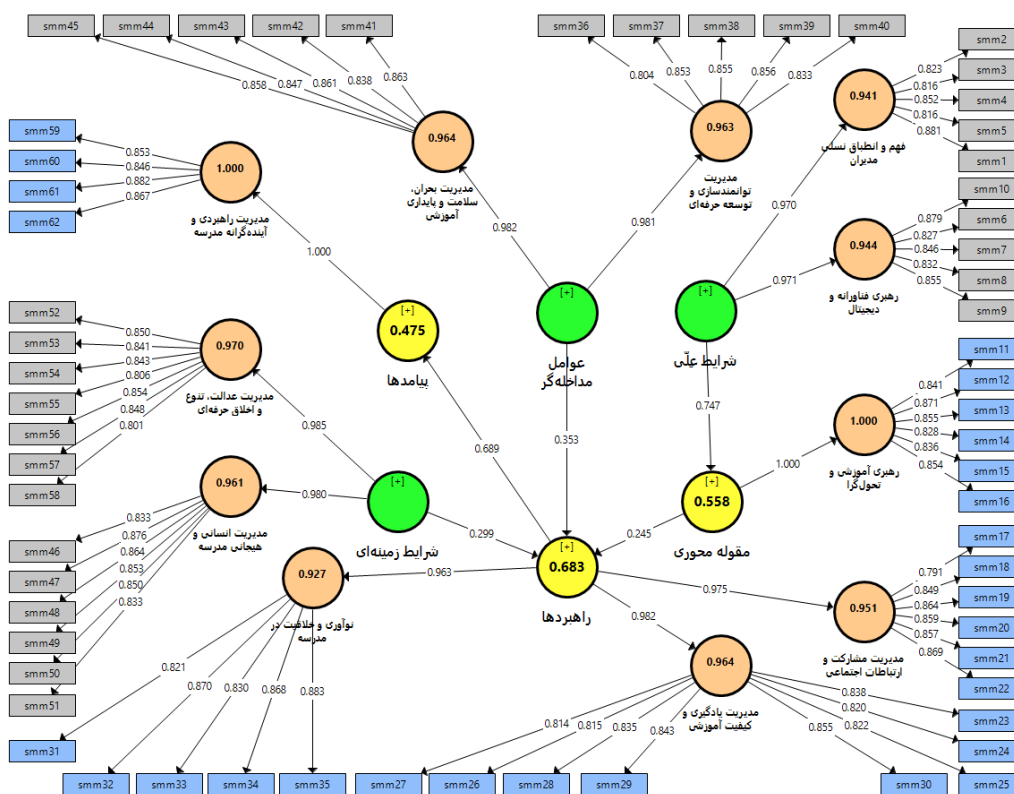 smm45
smm44
smm43
smm42
smm41
smm36
smm37
smm38
smm39
smm40
smm2
smm3
smm4
smm5
smm1
0.858
0.847
0.861
0.838
0.863
0.804
0.853
0.855
0.856
0.833
0.823
0.816
0.852
0.816
0.881
0.964
مدیریت بحران،
سلامت و پایداری
آموزشی
0.963
مدیریت
توانمندسازی و
توسعه حرفه‌ای
0.941
فهم و انطباق نسلی
مدیران
smm59
smm60
smm61
smm62
0.853
0.846
0.882
0.867
1.000
مدیریت راهبردی و
آینده‌گرانه مدرسه
smm10
smm6
smm7
smm8
smm9
0.879
0.827
0.846
0.832
0.855
0.944
رهبری فناورانه و
دیجیتال
1.000
0.982
0.981
0.970
0.971
[+]
0.475
پیامدها
[+]
عوامل
مداخله‌گر
[+]
شرایط علّی
smm52
smm53
smm54
smm55
smm56
smm57
smm58
0.850
0.841
0.843
0.806
0.854
0.848
0.801
0.970
مدیریت عدالت، تنوع
و اخلاق حرفه‌ای
smm11
smm12
smm13
smm14
smm15
smm16
0.841
0.871
0.855
0.828
0.836
0.854
1.000
رهبری آموزشی و
تحول‌گرا
0.985
0.689
0.353
0.747
1.000
smm46
smm47
smm48
smm49
smm50
smm51
0.833
0.876
0.864
0.853
0.850
0.833
0.961
مدیریت انسانی و
هیجانی مدرسه
0.980
[+]
شرایط زمینه‌ای
0.299
[+]
0.683
راهبردها
0.245
[+]
0.558
مقوله محوری
smm17
smm18
smm19
smm20
smm21
smm22
0.791
0.849
0.864
0.859
0.857
0.869
0.951
مدیریت مشارکت و
ارتباطات اجتماعی
0.963
0.982
0.975
0.927
نوآوری و خلاقیت در
مدرسه
0.964
مدیریت یادگیری و
کیفیت آموزشی
0.821
0.870
0.830
0.868
0.883
0.814
0.815
0.835
0.843
0.855
0.822
0.820
0.838
smm31
smm32
smm33
smm34
smm35
smm27
smm26
smm28
smm29
smm30
smm25
smm24
smm23